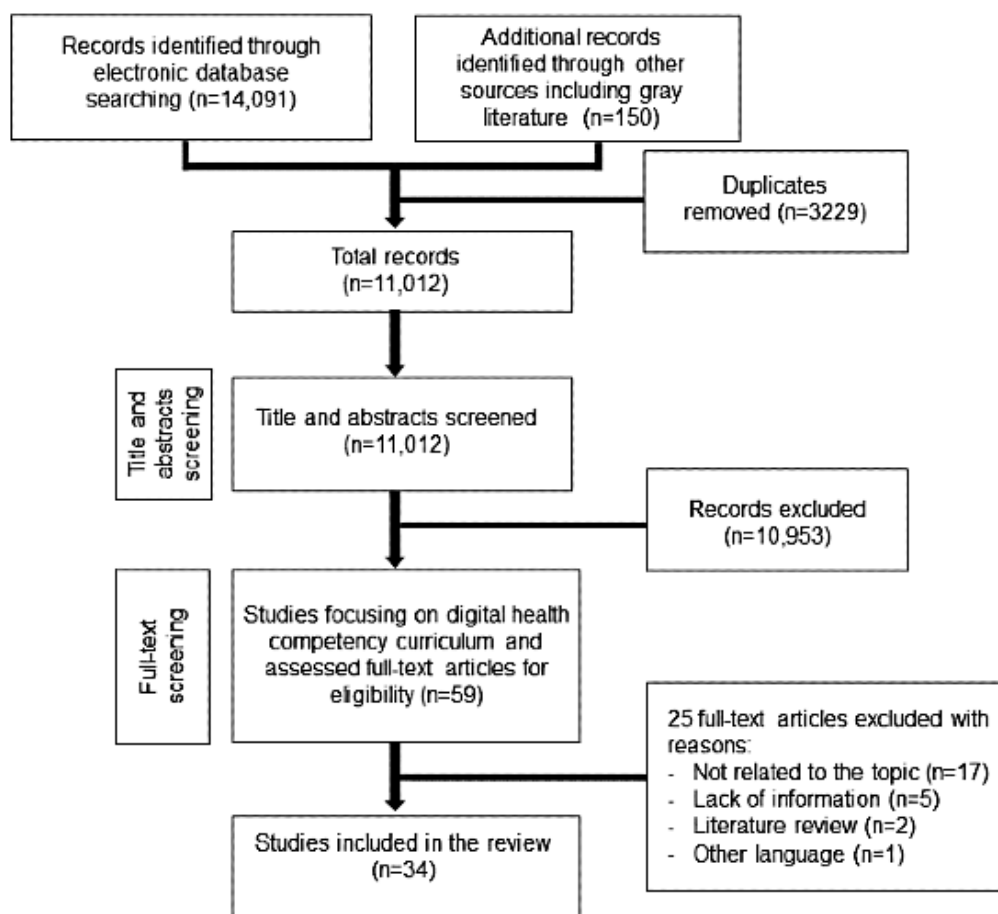 Records identified through
electronic database
searching (n=14,091)
Additional records
identified through other
sources including gray
literature (n=150)
Duplicates
removed (n=3229)
Total records
(n=11,012)
Title and
abstracts
screening
Title and abstracts screened
(n=11,012)
Records excluded
(n=10,953)
Full-text
screening
Studies focusing on digital health
competency curriculum and
assessed full-text articles for
eligibility (n=59)
25 full-text articles excluded with
reasons:
- Not related to the topic (n=17)
- Lack of information (n=5)
- Literature review (n=2)
- Other language (n=1)
Studies included in the review
(n=34)